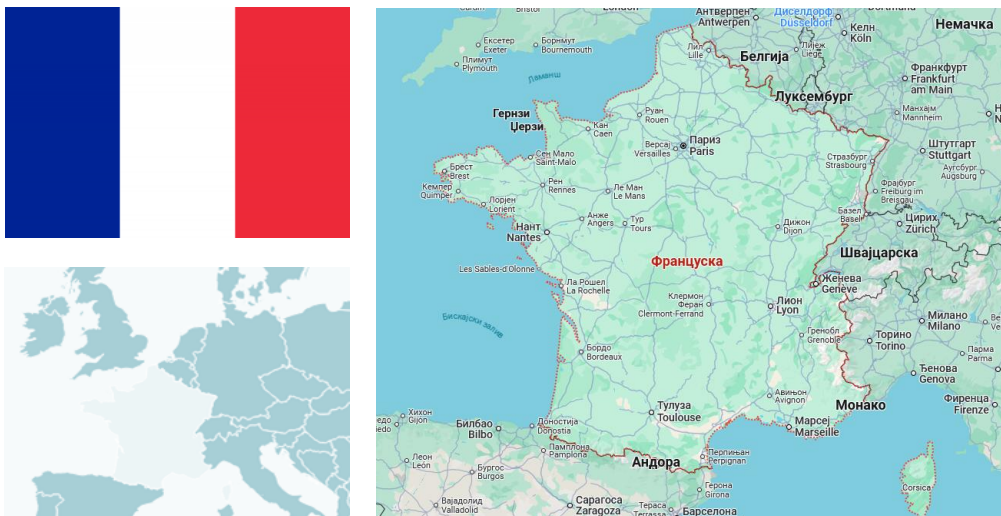 Антверпен
Antwerpen
Диселдорф
Düsseldorf
Немачка
Ексетер
Exeter
Борнмут
Bournemouth
Келн
Köln
Плимут
Plymouth
Лил
Lille
Лијеж
Liège
Белгија
Франкфурт
Frankfurt
am Main
Ламанш
Луксембург
Манхајм
Mannheim
Гернзи
Џерзи
Руан
Rouen
Кан
Caen
Париз
Paris
Версај
Versailles
Штутгарт
Stuttgart
Стразбур
Strasbourg
Сен Мало
Saint-Malo
Брест
Brest
Аугсбург
Augsburg
Кемпер
Quimper
Рен
Rennes
Ле Ман
Le Mans
Фрајбург
Freiburg im
Breisgau
Лорјен
Lorient
Анже
Angers
Тур
Tours
Нант
Nantes
Дижон
Dijon
Базел
Basel
Цирих
Zürich
Швајцарска
Les Sables-d'Olonne
Француска
Ла Рошел
La Rochelle
Женева
Genève
Клермон
Феран
Clermont-Ferrand
Лион
Lyon
Бискајски залив
Милано
Milano
Гренобл
Grenoble
Торино
Torino
Бордо
Bordeaux
Парма
Parma
Ђенова
Genova
Авињон
Avignon
Фиренца
Firenze
Монако
Хихон
Gijón
Тулуза
Toulouse
Билбао
Bilbo
Доностија
Donostia
Марсеј
Marseille
Памплона
Pamplona
Перпињан
Perpignan
Андора
Леон
León
Бургос
Burgos
Герона
Girona
Corsica
Ваљадолид
Valladolid
Сарагоса
Zaragoza
Тераса
Terrassa
Барселона